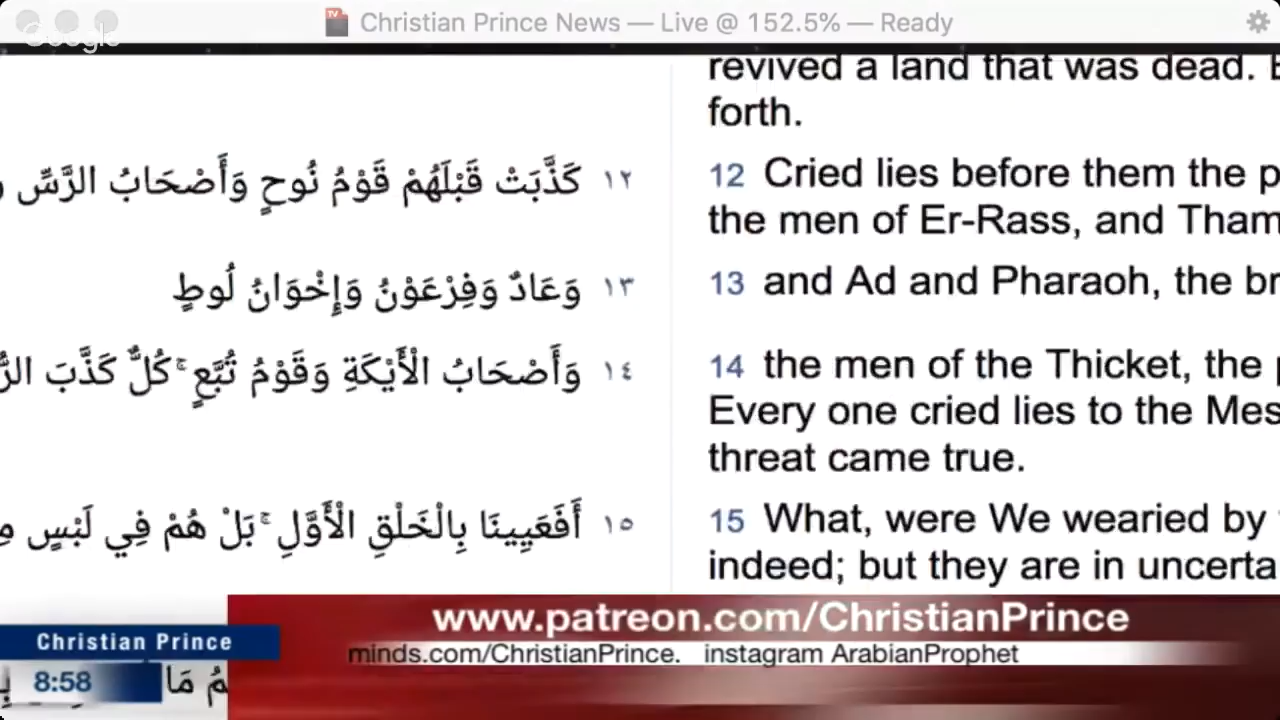 Christian Prince News — Live @ 152.5% — Ready
Google
revived a land that was dead.
forth.
١٢ كَذَّبَتْ قَبْلَهُمْ قَوْمُ نُوحٍ وَأَصْحَابُ الرَّسِّ
12 Cried lies before them the
the men of Er-Rass, and Tham
١٣ وَعَادٌ وَفِرْعَوْنُ وَإِخْوَانُ لُوطٍ
13 and Ad and Pharaoh, the br
١٤ وَأَصْحَابُ الْأَيْكَةِ وَقَوْمُ تُبَّعٍ ۚ كُلٌّ كَذَّبَ
14 the men of the Thicket, the
Every one cried lies to the Mes
threat came true.
١٥ أَفَعَيِينَا بِالْخَلْقِ الْأَوَّلِ ۚ بَلْ هُمْ فِي لَبْسٍ
15 What, were We wearied by
indeed; but they are in uncerta
www.patreon.com/ChristianPrince
Christian Prince
minds.com/ChristianPrince. instagram ArabianProphet
8:58
مَا